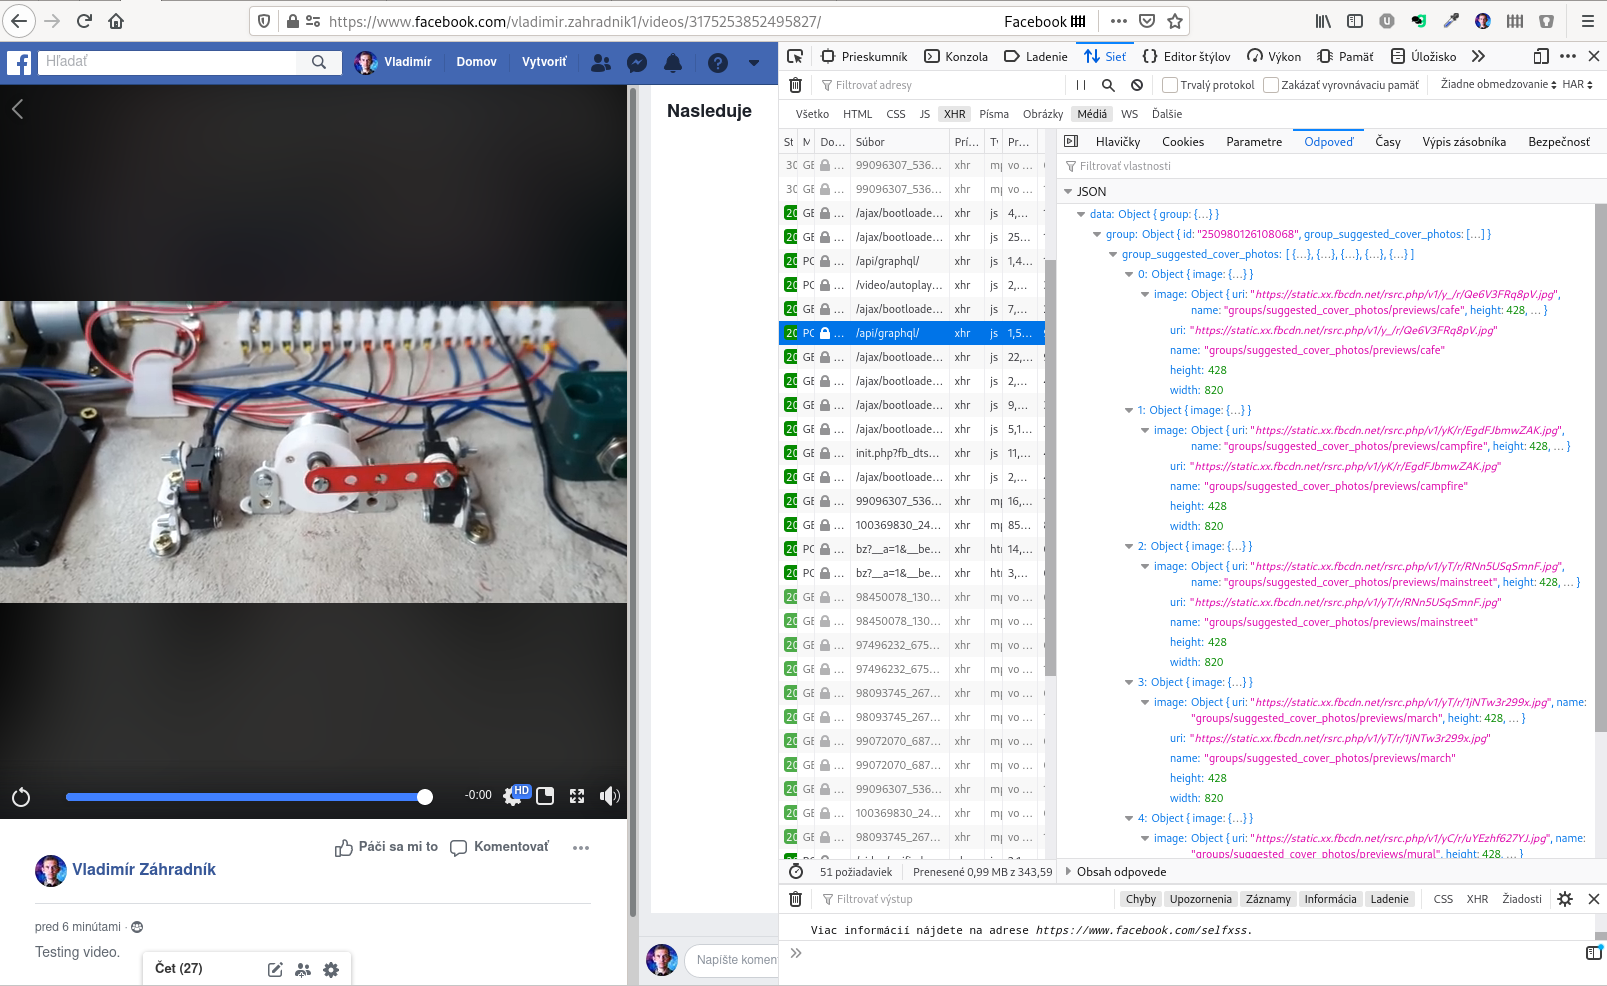 https://www.facebook.com/vladimir.zahradnik1/videos/3175253852495827/
Facebook
Hľadať
Vladimír
Domov
Vytvoriť
Nasleduje
-0:00
HD
Páči sa mi to
Komentovať
Vladimír Záhradník
pred 6 minútami ·
Testing video.
Čet (27)
Napíšte koment
Prieskumník
Konzola
Ladenie
Sieť
Editor štýlov
Výkon
Pamäť
Úložisko
Filtrovať adresy
Trvalý protokol
Zakázať vyrovnávaciu pamäť
Žiadne obmedzovanie
HAR
Všetko HTML CSS JS XHR Písma Obrázky Médiá WS Ďalšie
St M Do... Súbor Prí... Ty Pr...
30 GE ... 99096307_536... xhr mp vo ...
30 GE ... 99096307_536... xhr mp vo ...
20 GE ... /ajax/bootloade... xhr js 4,...
20 GE ... /ajax/bootloade... xhr js 25...
20 PO ... /api/graphql/ xhr js 1,4...
20 PO ... /video/autoplay... xhr js 2,...
20 GE ... /ajax/bootloade... xhr js 7,...
20 PO ... /api/graphql/ xhr js 1,5...
20 GE ... /ajax/bootloade... xhr js 22,...
20 GE ... /ajax/bootloade... xhr js 2,...
20 GE ... /ajax/bootloade... xhr js 9,...
20 GE ... /ajax/bootloade... xhr js 5,1...
20 GE ... init.php?fb_dts... xhr js 11,...
20 GE ... /ajax/bootloade... xhr js 2,...
20 GE ... 99096307_536... xhr mp 16,...
20 GE ... 100369830_24... xhr mp 85...
20 PO ... bz?__a=1&__be... xhr htr 14,...
20 PO ... bz?__a=1&__be... xhr htr 3,...
20 GE ... 98450078_130... xhr mp vo ...
20 GE ... 98450078_130... xhr mp vo ...
20 GE ... 97496232_675... xhr mp vo ...
20 GE ... 97496232_675... xhr mp vo ...
20 GE ... 98093745_267... xhr mp vo ...
20 GE ... 98093745_267... xhr mp vo ...
20 GE ... 99072070_687... xhr mp vo ...
20 GE ... 99072070_687... xhr mp vo ...
20 GE ... 99096307_536... xhr mp vo ...
20 GE ... 100369830_24... xhr mp vo ...
20 GE ... 98093745_267... xhr mp vo ...
51 požiadaviek
Prenesené 0,99 MB z 343,59
Hlavičky Cookies Parametre Odpoveď Časy Výpis zásobníka Bezpečnosť
Filtrovať vlastnosti
JSON
data: Object { group: {…} }
group: Object { id: "250980126108068", group_suggested_cover_photos: […] }
group_suggested_cover_photos: [ {…}, {…}, {…}, {…}, {…} ]
0: Object { image: {…} }
image: Object { uri: "https://static.xx.fbcdn.net/rsrc.php/v1/y_/r/Qe6V3FRq8pV.jpg",
name: "groups/suggested_cover_photos/previews/cafe", height: 428, … }
uri: "https://static.xx.fbcdn.net/rsrc.php/v1/y_/r/Qe6V3FRq8pV.jpg"
name: "groups/suggested_cover_photos/previews/cafe"
height: 428
width: 820
1: Object { image: {…} }
image: Object { uri: "https://static.xx.fbcdn.net/rsrc.php/v1/yK/r/EgdFJbmwZAK.jpg",
name: "groups/suggested_cover_photos/previews/campfire", height: 428, … }
uri: "https://static.xx.fbcdn.net/rsrc.php/v1/yK/r/EgdFJbmwZAK.jpg"
name: "groups/suggested_cover_photos/previews/campfire"
height: 428
width: 820
2: Object { image: {…} }
image: Object { uri: "https://static.xx.fbcdn.net/rsrc.php/v1/yT/r/RNn5USqSmnF.jpg",
name: "groups/suggested_cover_photos/previews/mainstreet", height: 428, … }
uri: "https://static.xx.fbcdn.net/rsrc.php/v1/yT/r/RNn5USqSmnF.jpg"
name: "groups/suggested_cover_photos/previews/mainstreet"
height: 428
width: 820
3: Object { image: {…} }
image: Object { uri: "https://static.xx.fbcdn.net/rsrc.php/v1/yT/r/1jNTw3r299x.jpg", name:
"groups/suggested_cover_photos/previews/march", height: 428, … }
uri: "https://static.xx.fbcdn.net/rsrc.php/v1/yT/r/1jNTw3r299x.jpg"
name: "groups/suggested_cover_photos/previews/march"
height: 428
width: 820
4: Object { image: {…} }
image: Object { uri: "https://static.xx.fbcdn.net/rsrc.php/v1/yC/r/uYEzhf627YJ.jpg", name:
"groups/suggested_cover_photos/previews/mural", height: 428, … }
Obsah odpovede
Filtrovať výstup
Chyby Upozornenia Záznamy Informácia Ladenie CSS XHR Žiadosti
Viac informácií nájdete na adrese https://www.facebook.com/selfxss.